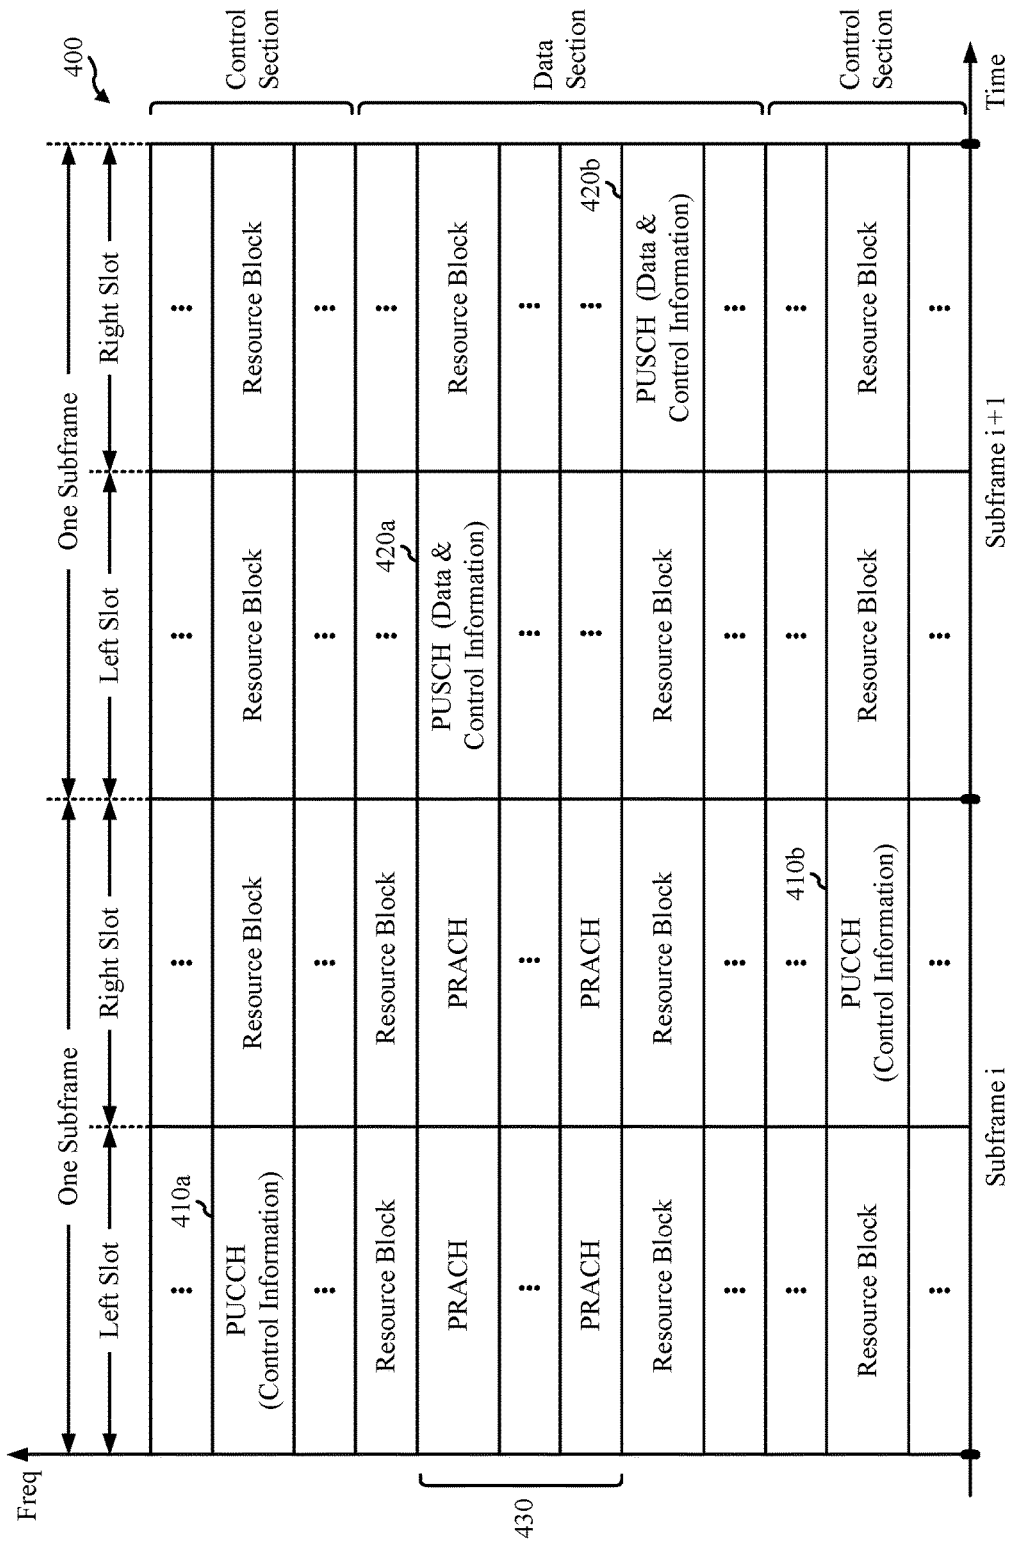 Freq
400
One Subframe
One Subframe
Left Slot
Right Slot
Left Slot
Right Slot
...
410a
...
...
...
PUCCH
(Control Information)
Resource Block
Resource Block
Resource Block
Control
Section
...
...
...
...
Resource Block
Resource Block
...
420a
...
PRACH
PRACH
PUSCH (Data &
Control Information)
Resource Block
430
...
...
...
...
Data
Section
PRACH
PRACH
...
...
420b
Resource Block
Resource Block
Resource Block
PUSCH (Data &
Control Information)
...
...
...
...
...
...
410b
...
...
Resource Block
PUCCH
(Control Information)
Resource Block
Resource Block
Control
Section
...
...
...
...
Subframe i
Subframe i+1
Time